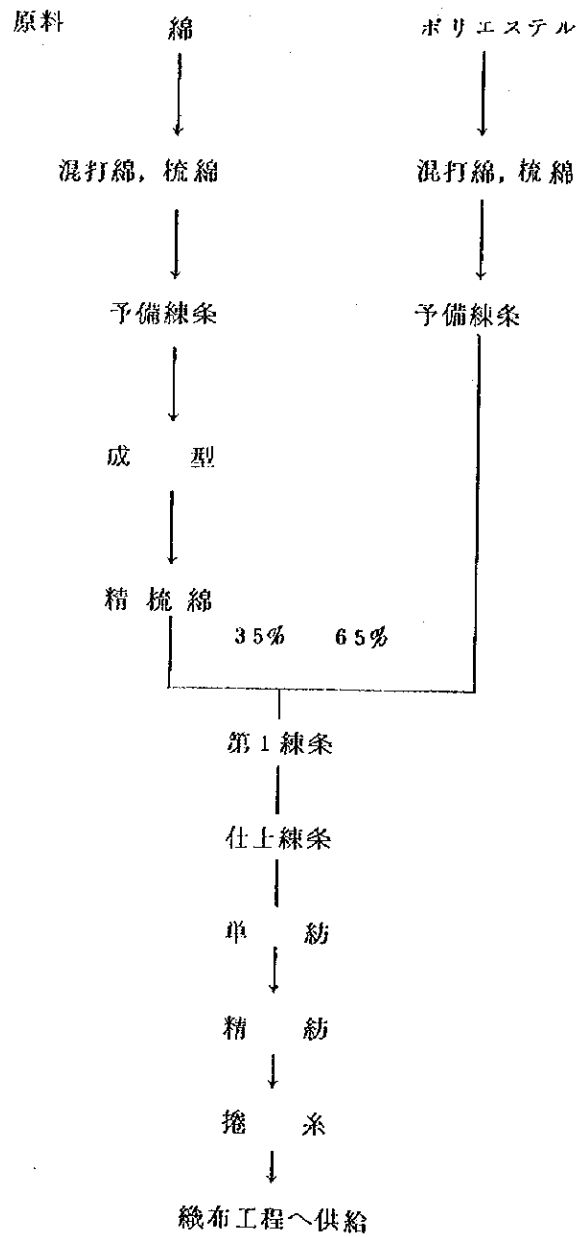 原料 綿 ポリエステル
混打綿, 梳綿 混打綿, 梳綿
予備練条 予備練条
成型
精梳綿
35% 65%
第1練条
仕上練条
単紡
精紡
捲糸
織布工程へ供給